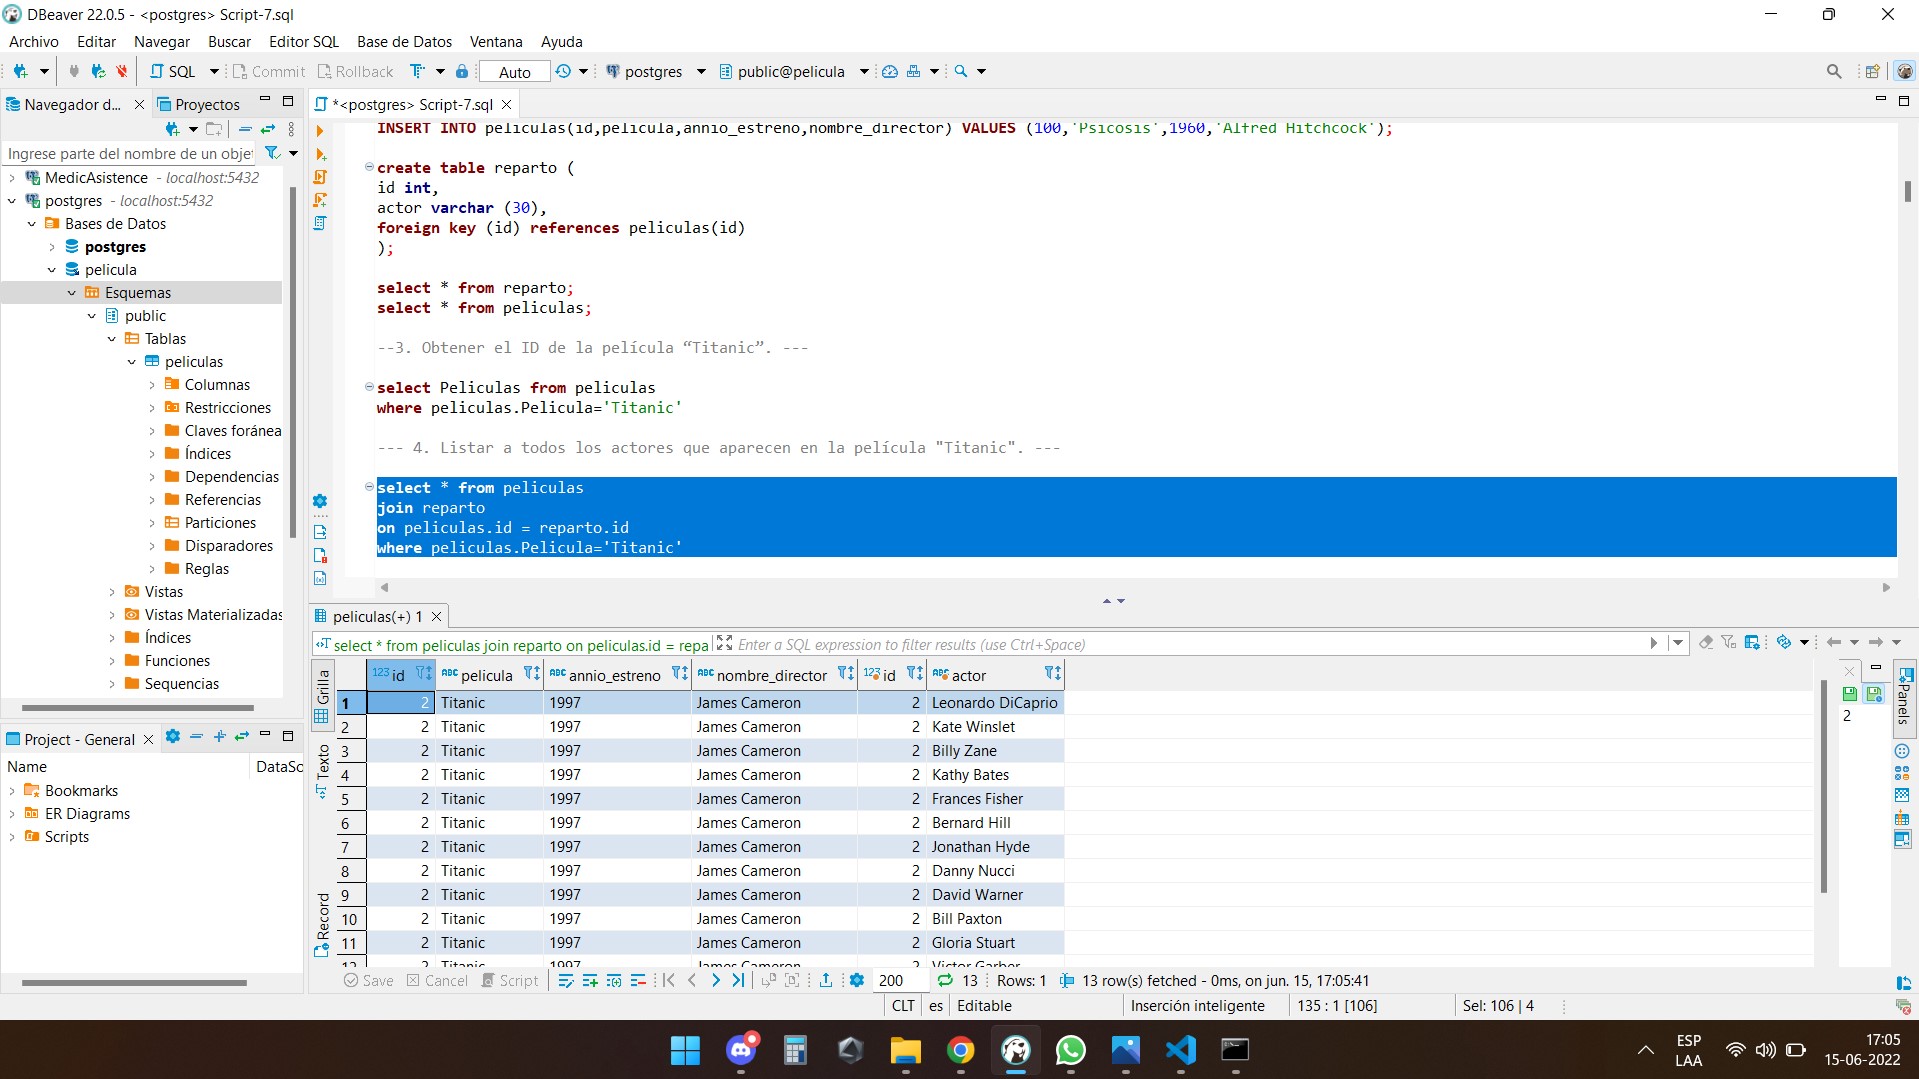 DBeaver 22.0.5 - <postgres> Script-7.sql
Archivo Editar Navegar Buscar Editor SQL Base de Datos Ventana Ayuda
SQL Commit Rollback Auto postgres public@pelicula
Navegador d... Proyectos
*<postgres> Script-7.sql
Ingrese parte del nombre de un obje
MedicAsistence - localhost:5432
postgres - localhost:5432
Bases de Datos
postgres
pelicula
Esquemas
public
Tablas
peliculas
Columnas
Restricciones
Claves foránea
Índices
Dependencias
Referencias
Particiones
Disparadores
Reglas
Vistas
Vistas Materializadas
Índices
Funciones
Sequencias
INSERT INTO peliculas(id,pelicula,annio_estreno,nombre_director) VALUES (100,'Psicosis',1960,'Alfred Hitchcock');
create table reparto (
id int,
actor varchar (30),
foreign key (id) references peliculas(id)
);
select * from reparto;
select * from peliculas;
--3. Obtener el ID de la película “Titanic”. ---
select Peliculas from peliculas
where peliculas.Pelicula='Titanic'
--- 4. Listar a todos los actores que aparecen en la película "Titanic". ---
select * from peliculas
join reparto
on peliculas.id = reparto.id
where peliculas.Pelicula='Titanic'
Project - General
Name DataSc
Bookmarks
ER Diagrams
Scripts
peliculas(+) 1
select * from peliculas join reparto on peliculas.id = repa Enter a SQL expression to filter results (use Ctrl+Space)
Grilla
Texto
Record
123 id ABC pelicula ABC annio_estreno ABC nombre_director 123 id ABC actor
1 2 Titanic 1997 James Cameron 2 Leonardo DiCaprio
2 2 Titanic 1997 James Cameron 2 Kate Winslet
3 2 Titanic 1997 James Cameron 2 Billy Zane
4 2 Titanic 1997 James Cameron 2 Kathy Bates
5 2 Titanic 1997 James Cameron 2 Frances Fisher
6 2 Titanic 1997 James Cameron 2 Bernard Hill
7 2 Titanic 1997 James Cameron 2 Jonathan Hyde
8 2 Titanic 1997 James Cameron 2 Danny Nucci
9 2 Titanic 1997 James Cameron 2 David Warner
10 2 Titanic 1997 James Cameron 2 Bill Paxton
11 2 Titanic 1997 James Cameron 2 Gloria Stuart
12 2 Titanic 1997 James Cameron 2 Victor Garber
Panels
2
Save Cancel Script 200 13 Rows: 1 13 row(s) fetched - 0ms, on jun. 15, 17:05:41
CLT es Editable Inserción inteligente 135 : 1 [106] Sel: 106 | 4
ESP
LAA
17:05
15-06-2022